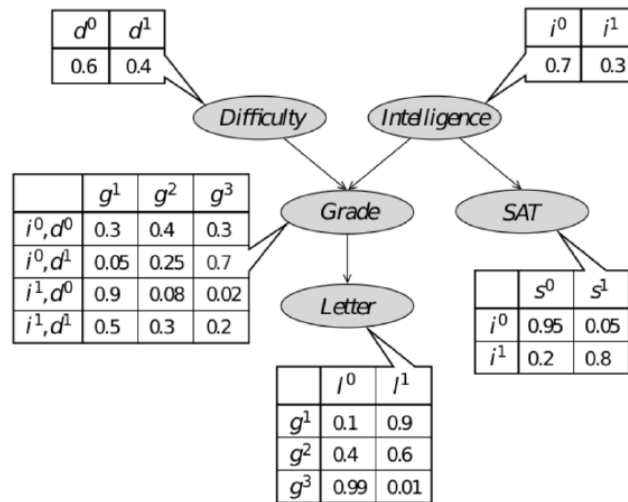 d⁰ d¹
0.6 0.4
i⁰ i¹
0.7 0.3
Difficulty
Intelligence
g¹ g² g³
i⁰,d⁰ 0.3 0.4 0.3
i⁰,d¹ 0.05 0.25 0.7
i¹,d⁰ 0.9 0.08 0.02
i¹,d¹ 0.5 0.3 0.2
Grade
SAT
Letter
s⁰ s¹
i⁰ 0.95 0.05
i¹ 0.2 0.8
l⁰ l¹
g¹ 0.1 0.9
g² 0.4 0.6
g³ 0.99 0.01